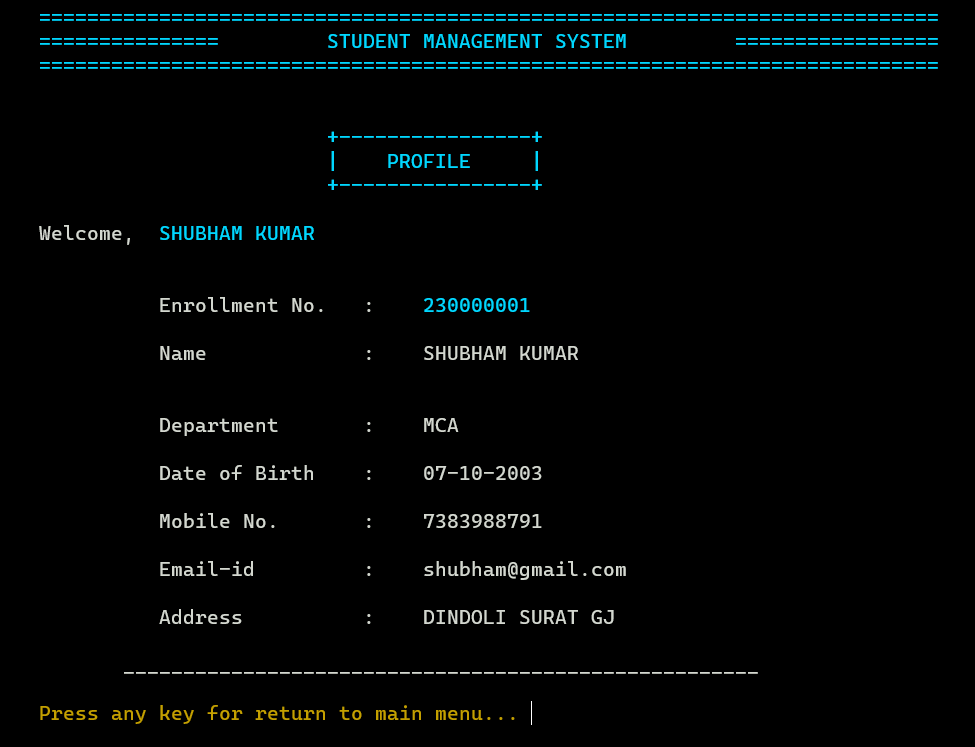 ===========================================================================
===============         STUDENT MANAGEMENT SYSTEM         =================
===========================================================================
+----------------+
|    PROFILE     |
+----------------+
Welcome,  SHUBHAM KUMAR
Enrollment No.   :    230000001
Name             :    SHUBHAM KUMAR
Department       :    MCA
Date of Birth    :    07-10-2003
Mobile No.       :    7383988791
Email-id         :    shubham@gmail.com
Address          :    DINDOLI SURAT GJ
-----------------------------------------------------
Press any key for return to main menu...